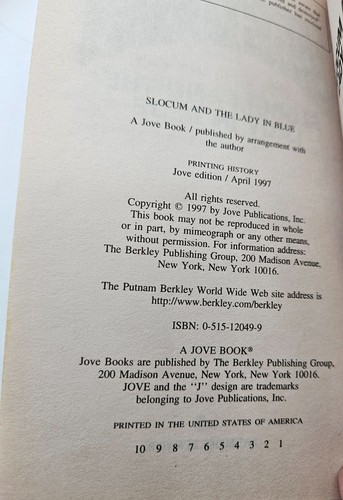 SLOCUM AND THE LADY IN BLUE
A Jove Book / published by arrangement with
the author
PRINTING HISTORY
Jove edition / April 1997
All rights reserved.
Copyright © 1997 by Jove Publications, Inc.
This book may not be reproduced in whole
or in part, by mimeograph or any other means,
without permission. For information address:
The Berkley Publishing Group, 200 Madison Avenue,
New York, New York 10016.
The Putnam Berkley World Wide Web site address is
http://www.berkley.com/berkley
ISBN: 0-515-12049-9
A JOVE BOOK®
Jove Books are published by The Berkley Publishing Group,
200 Madison Avenue, New York, New York 10016.
JOVE and the "J" design are trademarks
belonging to Jove Publications, Inc.
PRINTED IN THE UNITED STATES OF AMERICA
10 9 8 7 6 5 4 3 2 1